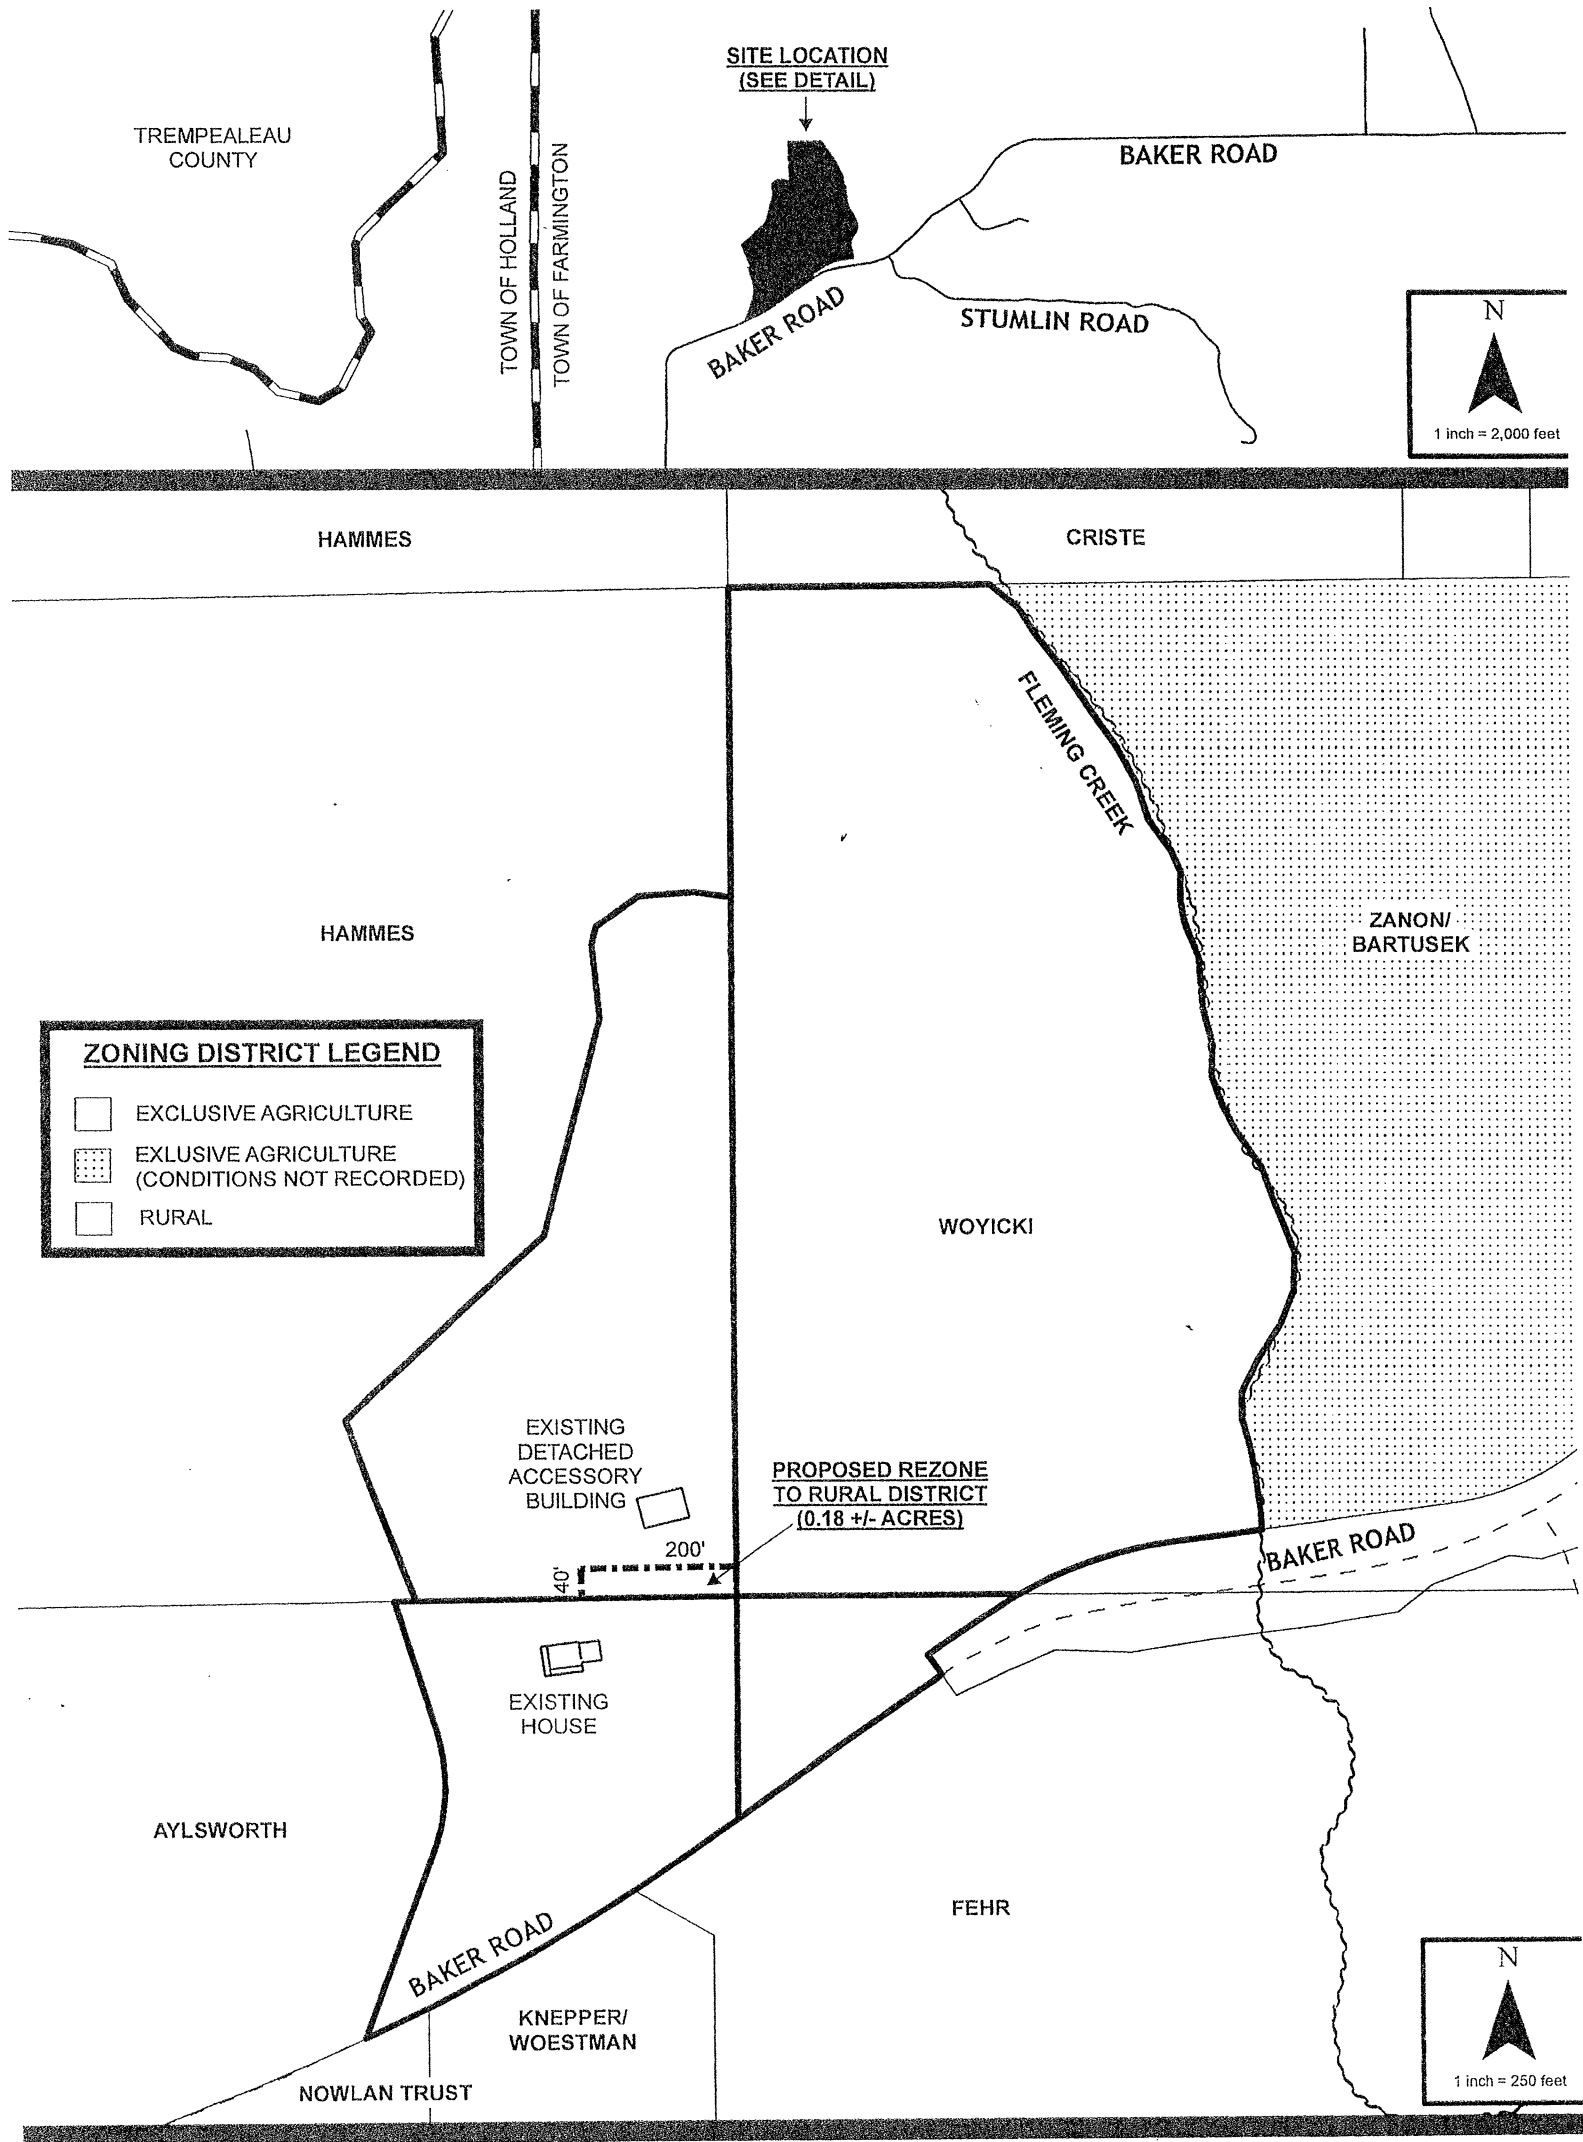 SITE LOCATION
(SEE DETAIL)
TREMPEALEAU
COUNTY
TOWN OF HOLLAND
TOWN OF FARMINGTON
BAKER ROAD
BAKER ROAD
STUMLIN ROAD
N
1 inch = 2,000 feet
HAMMES
CRISTE
FLEMING CREEK
HAMMES
ZANON/
BARTUSEK
ZONING DISTRICT LEGEND
EXCLUSIVE AGRICULTURE
EXLUSIVE AGRICULTURE
(CONDITIONS NOT RECORDED)
RURAL
WOYICKI
EXISTING
DETACHED
ACCESSORY
BUILDING
PROPOSED REZONE
TO RURAL DISTRICT
(0.18 +/- ACRES)
200'
40'
BAKER ROAD
EXISTING
HOUSE
AYLSWORTH
FEHR
BAKER ROAD
KNEPPER/
WOESTMAN
NOWLAN TRUST
N
1 inch = 250 feet